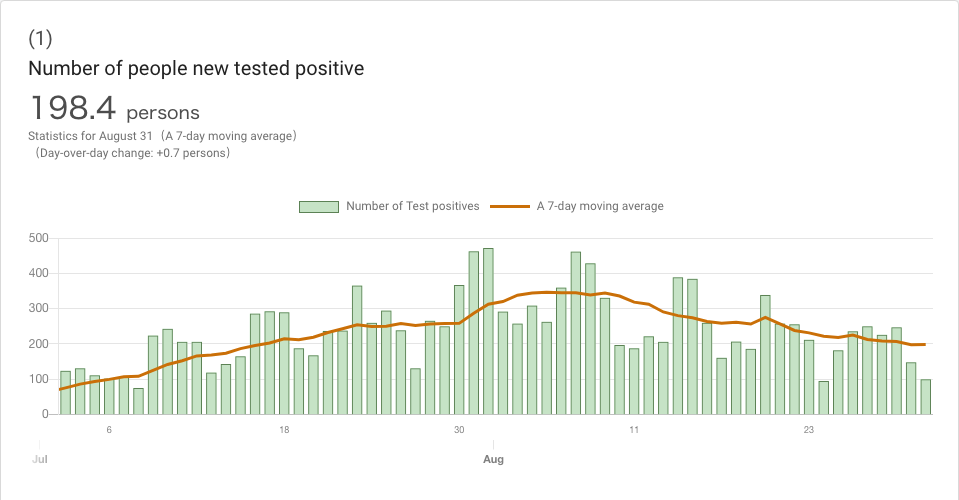 (1)
Number of people new tested positive
198.4 persons
Statistics for August 31（A 7-day moving average）
（Day-over-day change: +0.7 persons）
Number of Test positives A 7-day moving average
500
400
300
200
100
0
6 18 30 11 23
Jul Aug